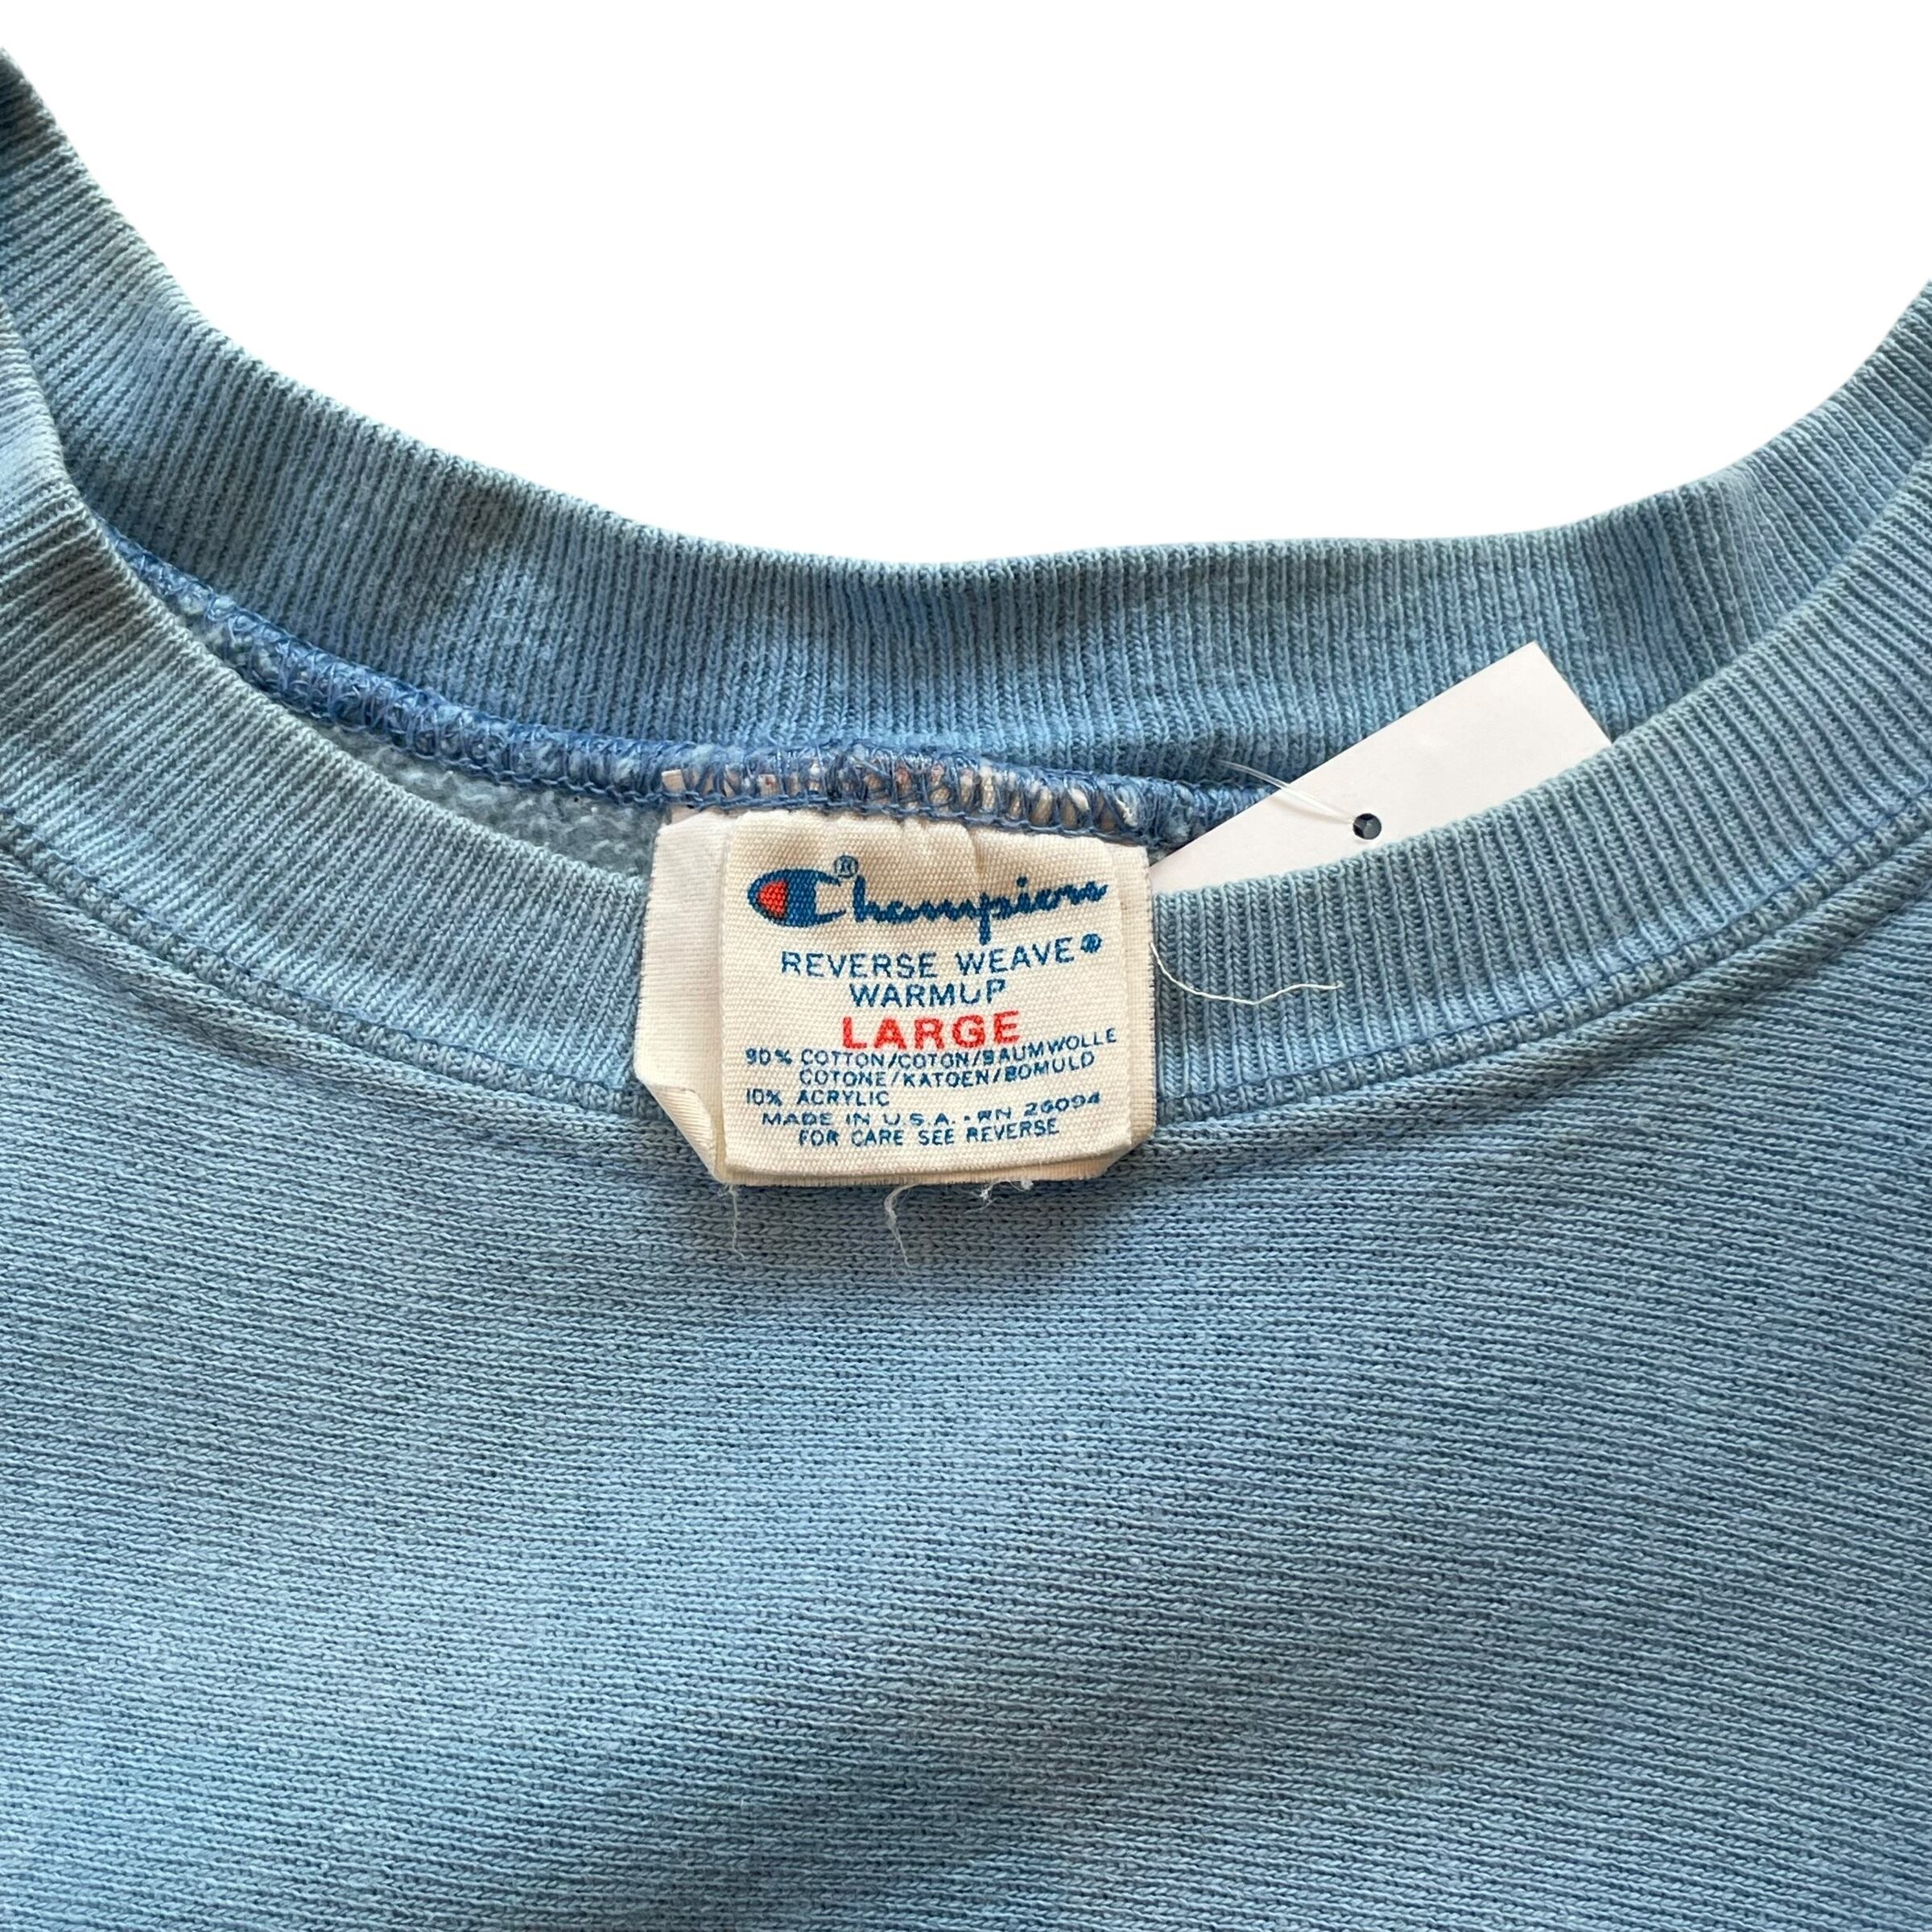 Champion®
REVERSE WEAVE®
WARMUP
LARGE
90% COTTON/COTON/BAUMWOLLE
COTONE/KATOEN/BOMULD
10% ACRYLIC
MADE IN U.S.A. • RN 26094
FOR CARE SEE REVERSE